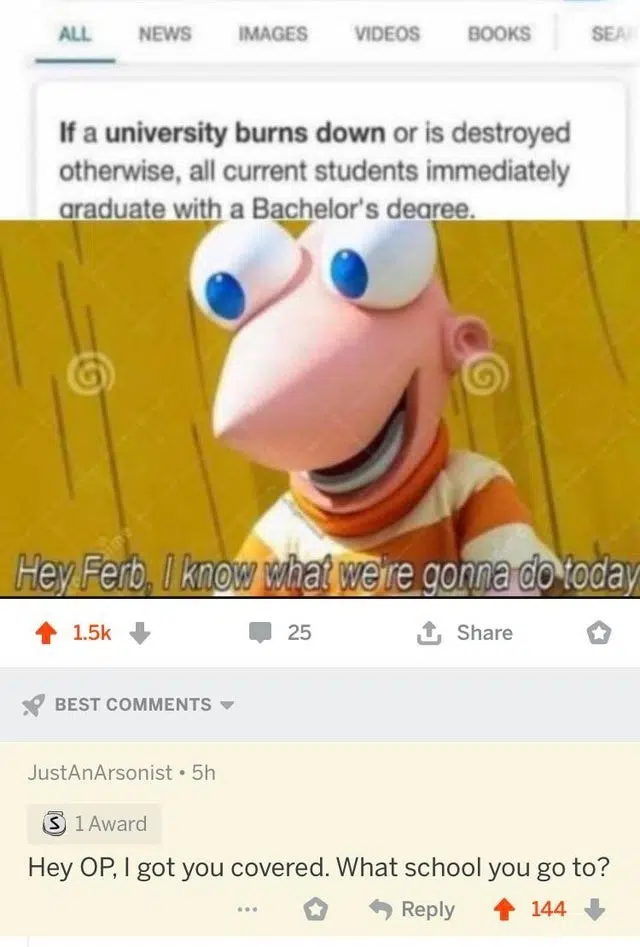 ALL NEWS IMAGES VIDEOS BOOKS SEA
If a university burns down or is destroyed
otherwise, all current students immediately
graduate with a Bachelor's degree.
Hey Ferb, I know what we're gonna do today
1.5k 25 Share
BEST COMMENTS
JustAnArsonist • 5h
S 1 Award
Hey OP, I got you covered. What school you go to?
... Reply 144